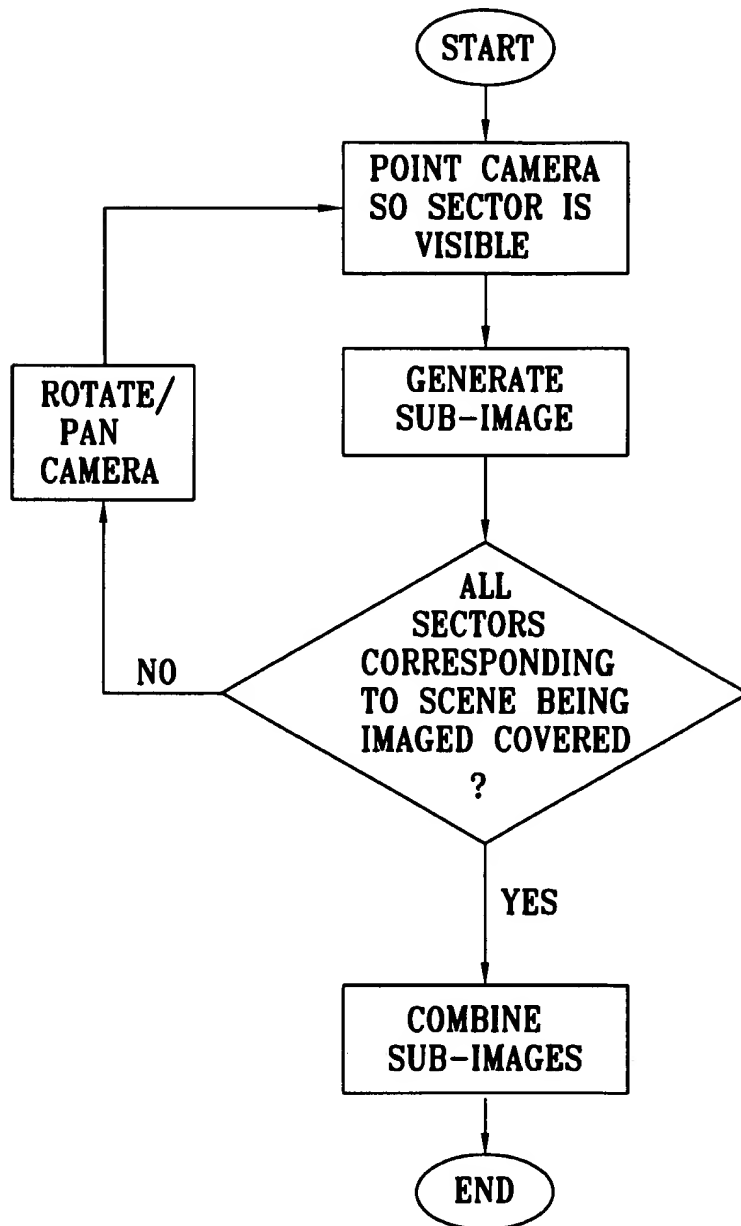 START
POINT CAMERA
SO SECTOR IS
VISIBLE
GENERATE
SUB-IMAGE
ROTATE/
PAN
CAMERA
ALL
SECTORS
CORRESPONDING
TO SCENE BEING
IMAGED COVERED
?
NO
YES
COMBINE
SUB-IMAGES
END